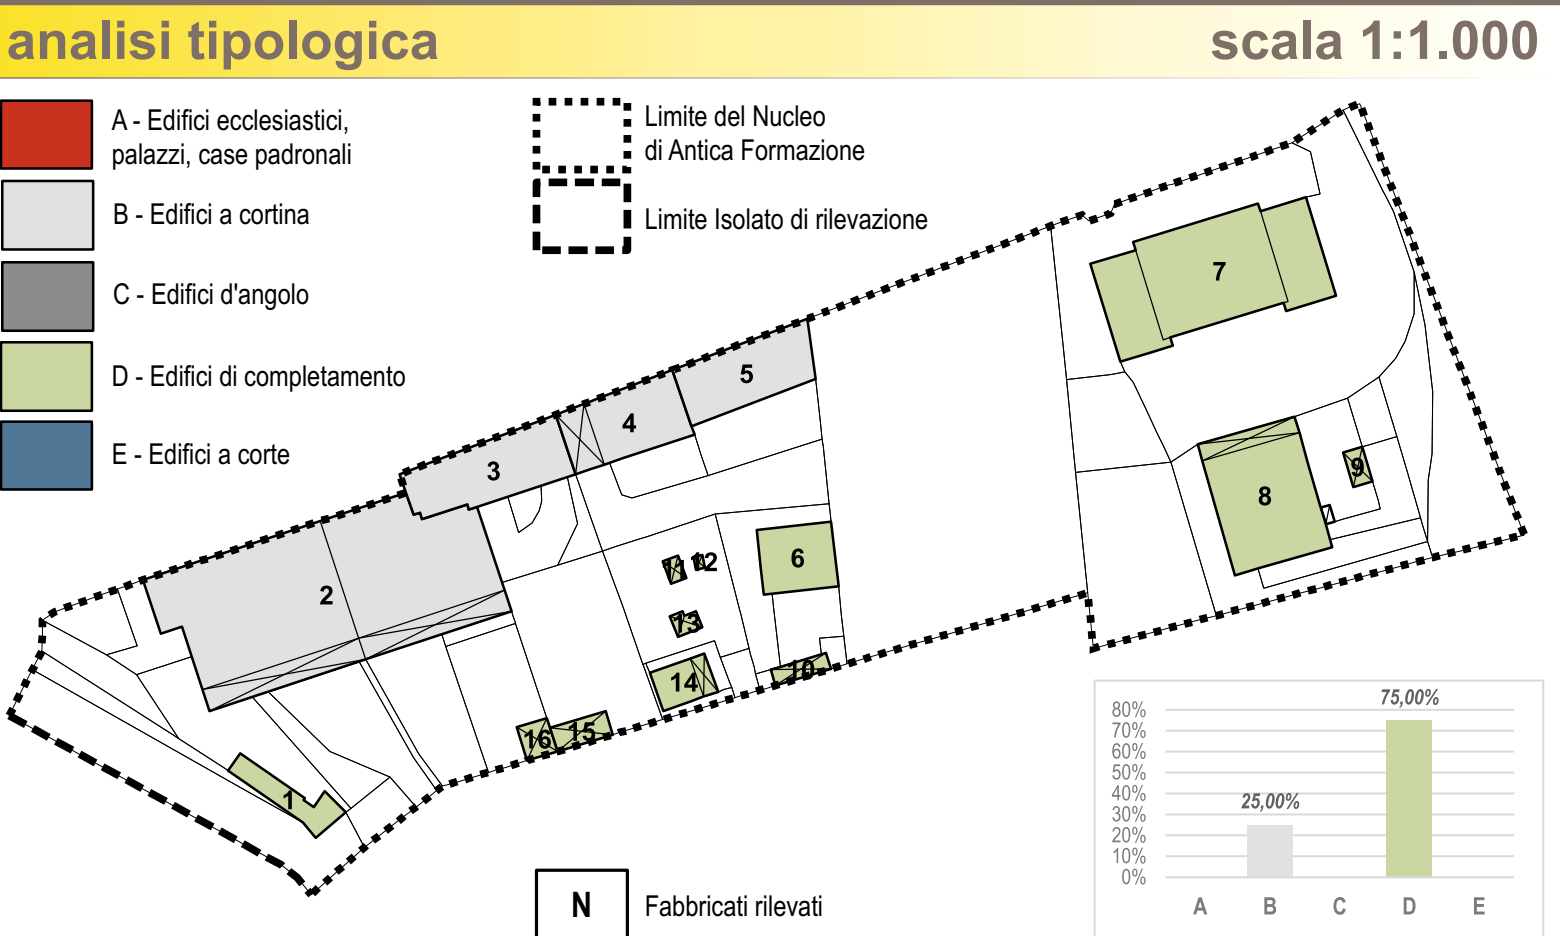 analisi tipologica
scala 1:1.000
A - Edifici ecclesiastici,
palazzi, case padronali
B - Edifici a cortina
C - Edifici d'angolo
D - Edifici di completamento
E - Edifici a corte
Limite del Nucleo
di Antica Formazione
Limite Isolato di rilevazione
7
5
4
3
9
8
2
6
11
12
13
14
10
16
15
1
N
Fabbricati rilevati
75,00%
80%
70%
60%
50%
40%
25,00%
30%
20%
10%
0%
A B C D E